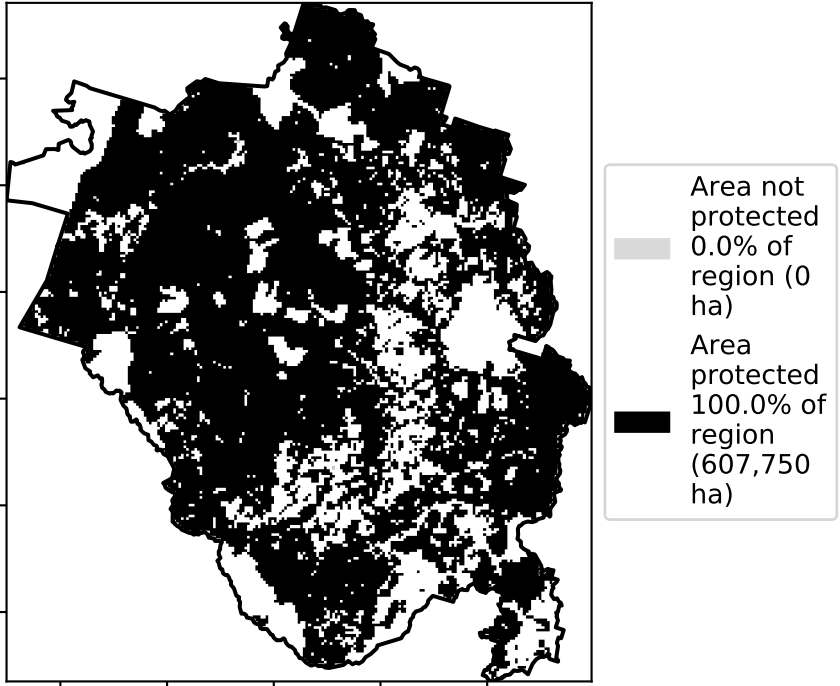 Area not
protected
0.0% of
region (0
ha)
Area
protected
100.0% of
region
(607,750
ha)